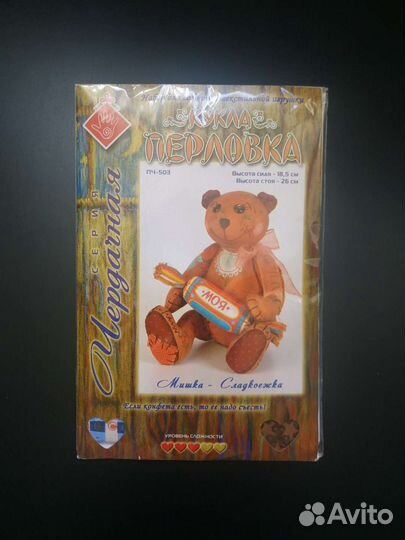 Набор для шитья текстильной игрушки
КУКЛА
ПЕРЛОВКА
ПЧ-503
Высота сидя - 18,5 см
Высота стоя - 26 см
СЕРИЯ
Чердачная
МОЯ
Мишка - Сладкоежка
Если конфета есть, то ее надо съесть!
УРОВЕНЬ СЛОЖНОСТИ
Avito